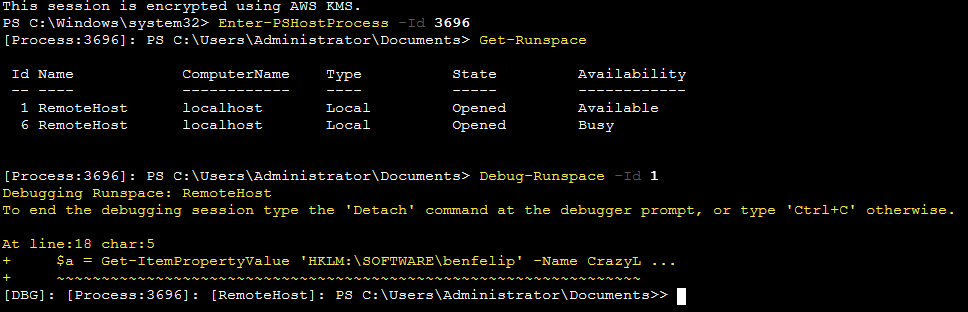 This session is encrypted using AWS KMS.
PS C:\Windows\system32> Enter-PSHostProcess -Id 3696
[Process:3696]: PS C:\Users\Administrator\Documents> Get-Runspace
Id Name ComputerName Type State Availability
-- ---- ------------ ---- ----- ------------
1 RemoteHost localhost Local Opened Available
6 RemoteHost localhost Local Opened Busy
[Process:3696]: PS C:\Users\Administrator\Documents> Debug-Runspace -Id 1
Debugging Runspace: RemoteHost
To end the debugging session type the 'Detach' command at the debugger prompt, or type 'Ctrl+C' otherwise.
At line:18 char:5
+     $a = Get-ItemPropertyValue 'HKLM:\SOFTWARE\benfelip' -Name CrazyL ...
+     ~~~~~~~~~~~~~~~~~~~~~~~~~~~~~~~~~~~~~~~~~~~~~~~~~~~~~~~~~~~~~~~~~
[DBG]: [Process:3696]: [RemoteHost]: PS C:\Users\Administrator\Documents>>